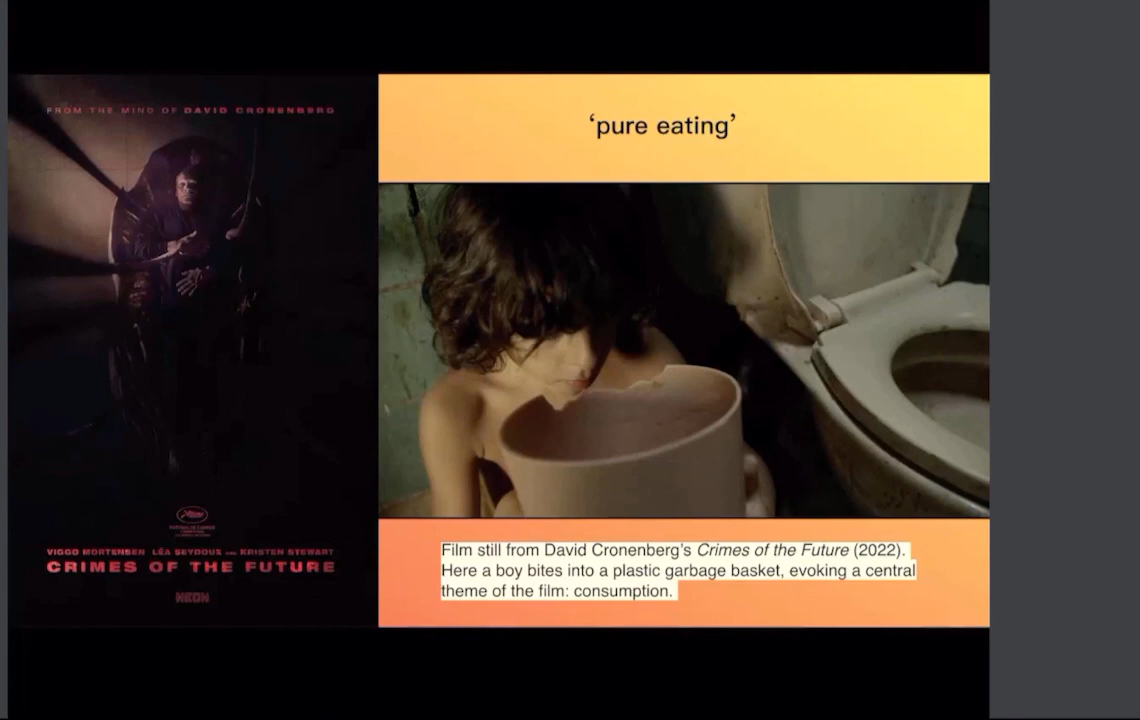 FROM THE MIND OF DAVID CRONENBERG
VIGGO MORTENSEN LÉA SEYDOUX AND KRISTEN STEWART
CRIMES OF THE FUTURE
NEON
‘pure eating’
Film still from David Cronenberg’s Crimes of the Future (2022).
Here a boy bites into a plastic garbage basket, evoking a central
theme of the film: consumption.